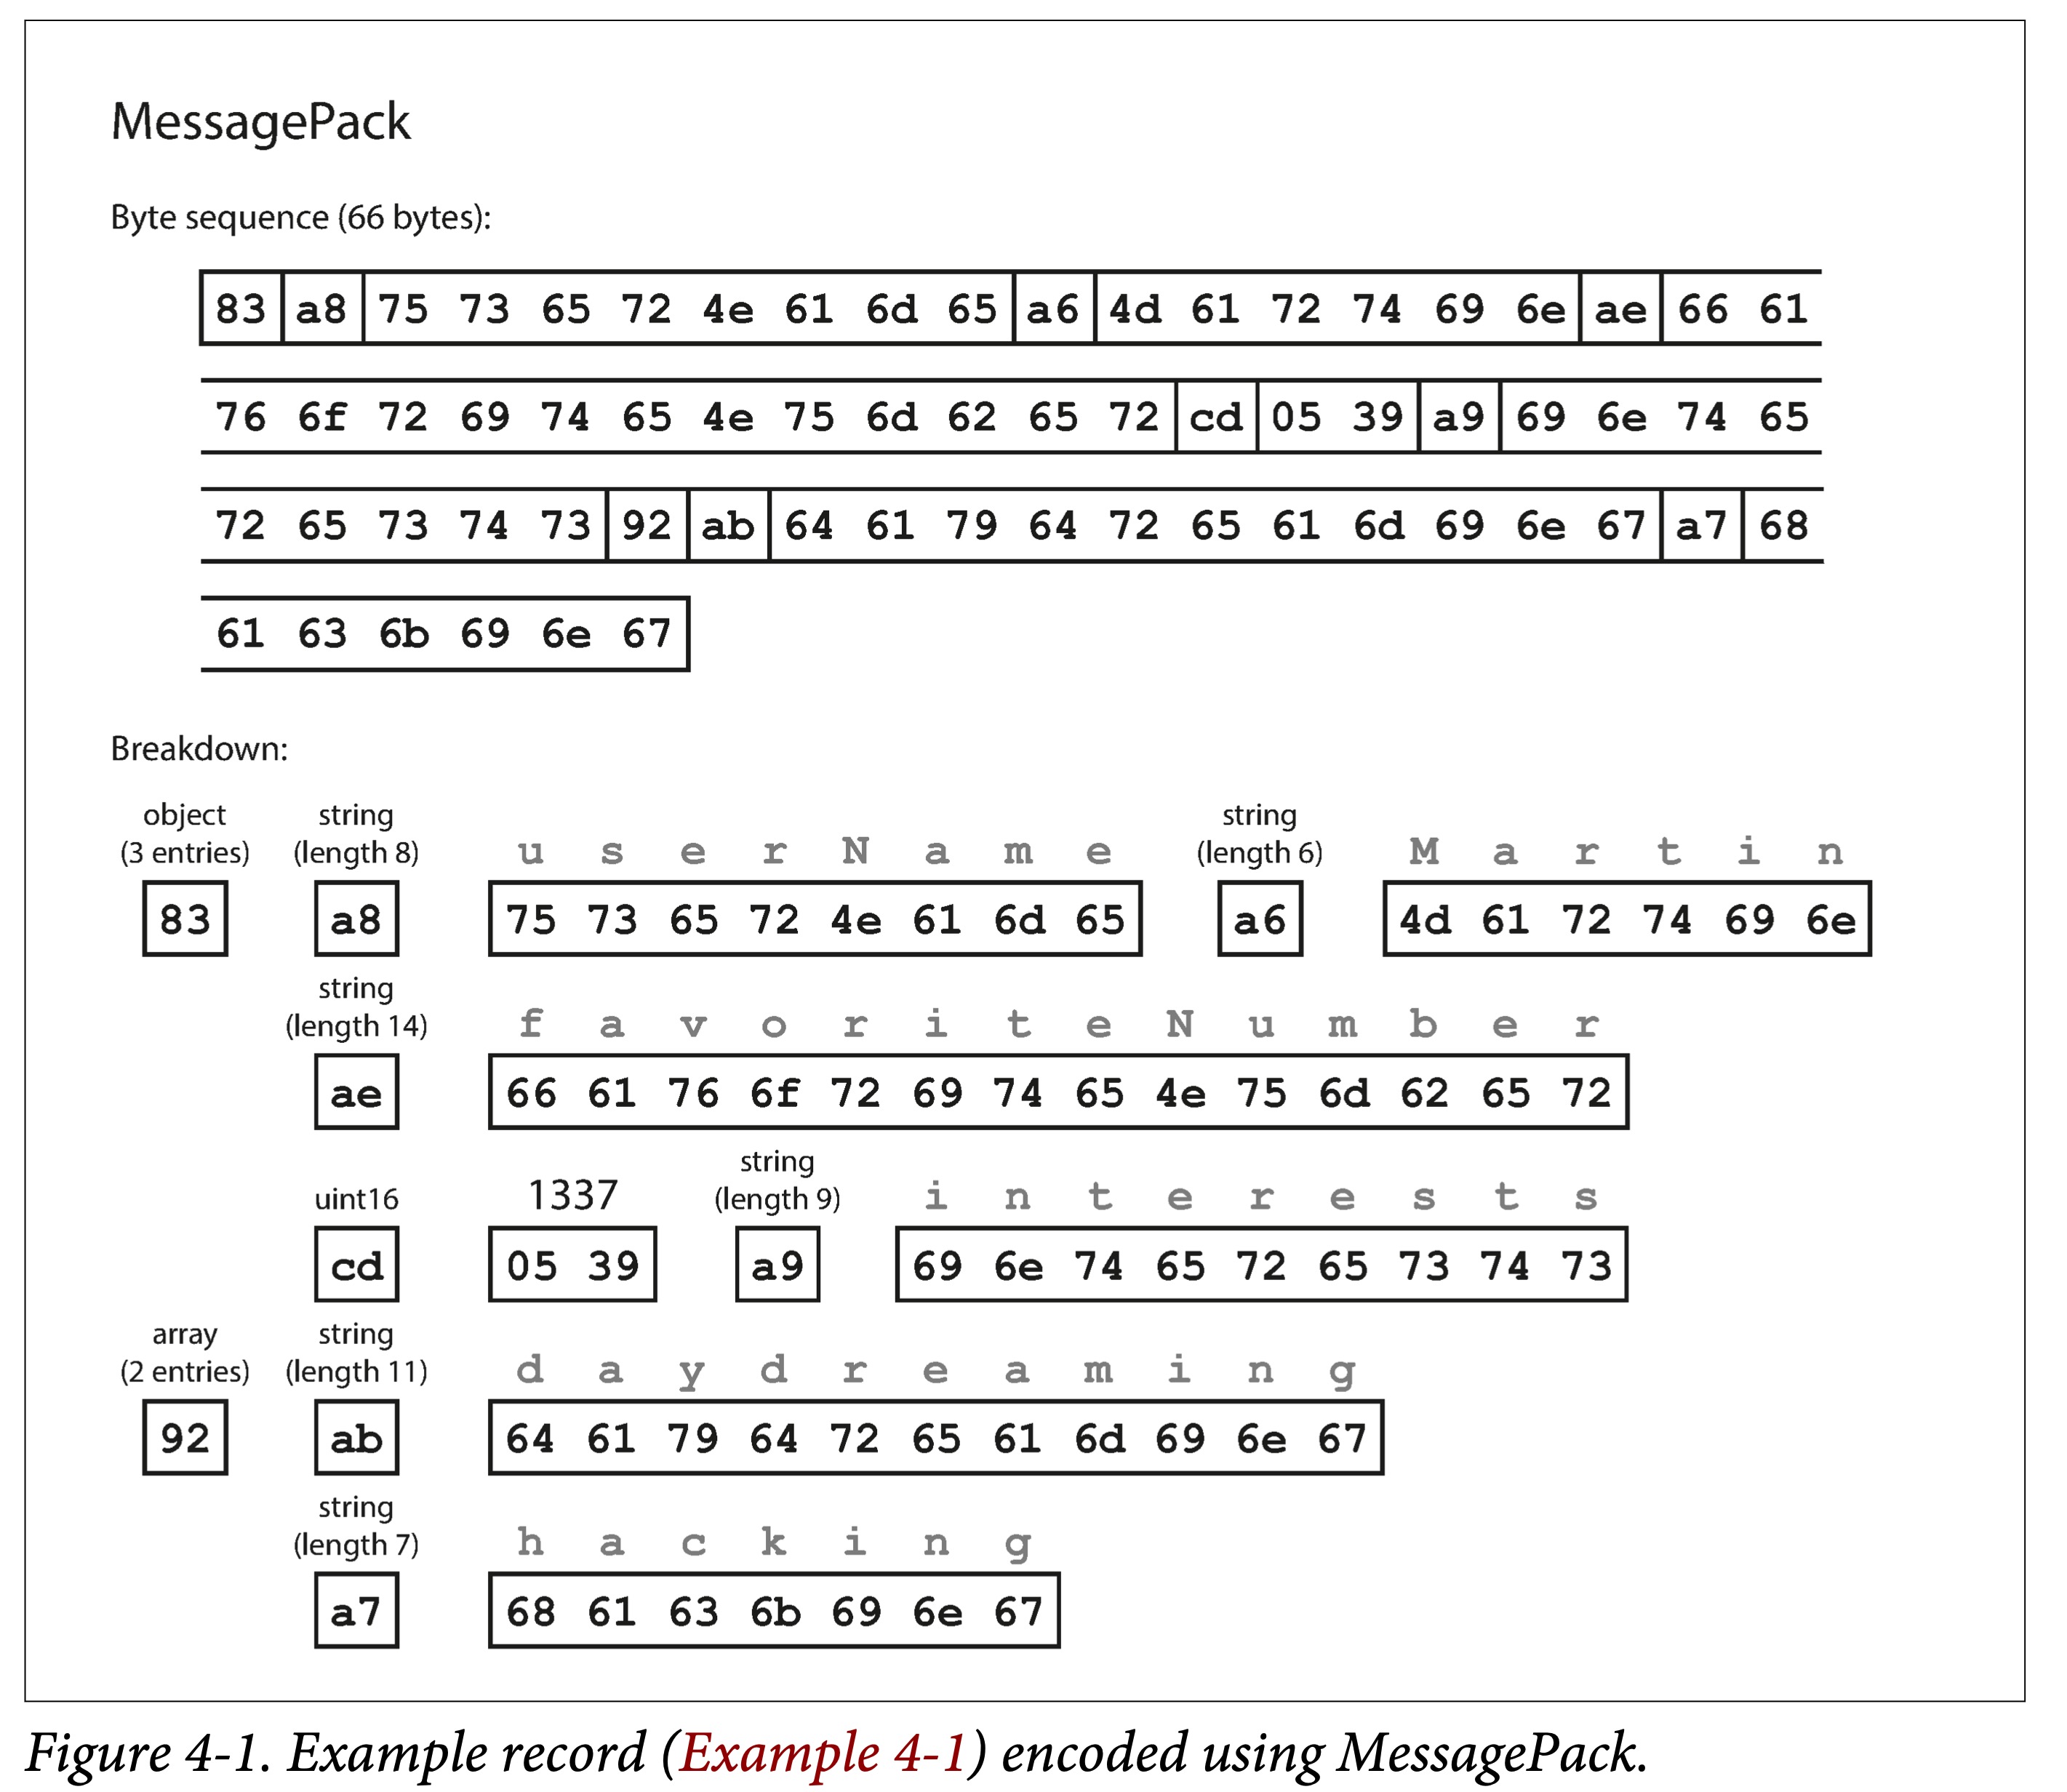 MessagePack
Byte sequence (66 bytes):
83 a8 75 73 65 72 4e 61 6d 65 a6 4d 61 72 74 69 6e ae 66 61
76 6f 72 69 74 65 4e 75 6d 62 65 72 cd 05 39 a9 69 6e 74 65
72 65 73 74 73 92 ab 64 61 79 64 72 65 61 6d 69 6e 67 a7 68
61 63 6b 69 6e 67
Breakdown:
object string string
(3 entries) (length 8) u s e r N a m e (length 6) M a r t i n
83 a8 75 73 65 72 4e 61 6d 65 a6 4d 61 72 74 69 6e
string
(length 14) f a v o r i t e N u m b e r
ae 66 61 76 6f 72 69 74 65 4e 75 6d 62 65 72
string
uint16 1337 (length 9) i n t e r e s t s
cd 05 39 a9 69 6e 74 65 72 65 73 74 73
array string
(2 entries) (length 11) d a y d r e a m i n g
92 ab 64 61 79 64 72 65 61 6d 69 6e 67
string
(length 7) h a c k i n g
a7 68 61 63 6b 69 6e 67
Figure 4-1. Example record (Example 4-1) encoded using MessagePack.